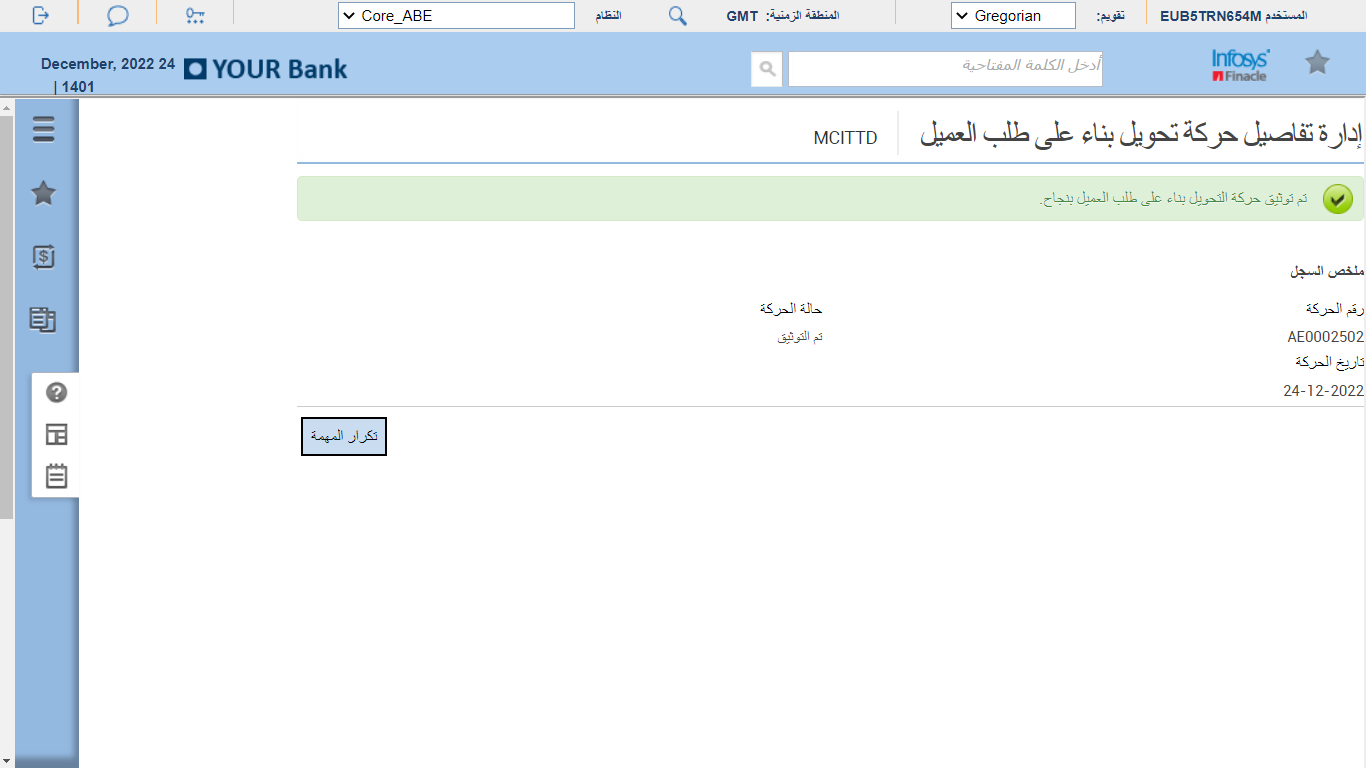 المستخدم EUB5TRN654M
تقويم: Gregorian
المنطقة الزمنية: GMT
النظام Core_ABE
Infosys
Finacle
أدخل الكلمة المفتاحية
YOUR Bank
December, 2022 24
| 1401
إدارة تفاصيل حركة تحويل بناء على طلب العميل MCITTD
تم توثيق حركة التحويل بناء على طلب العميل بنجاح.
ملخص السجل
رقم الحركة حالة الحركة
AE0002502 تم التوثيق
تاريخ الحركة
24-12-2022
تكرار المهمة